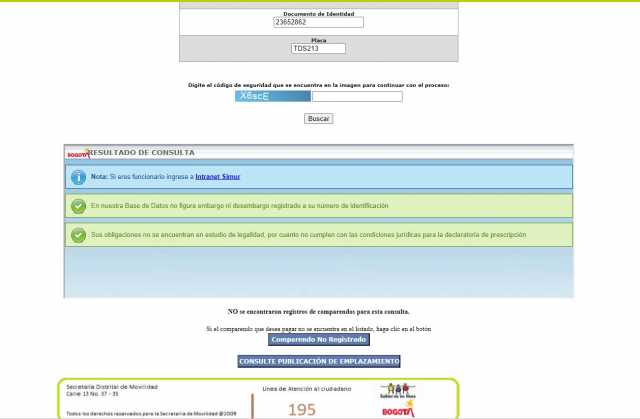 Documento de Identidad
23652862
Placa
TDS213
Digite el código de seguridad que se encuentra en la imagen para continuar con el proceso:
X6scE
Buscar
BOGOTÁ
RESULTADO DE CONSULTA
Nota: Si eres funcionario ingrese a Intranet Simur
En nuestra Base de Datos no figura embargo ni desembargo registrado a su número de identificación
Sus obligaciones no se encuentran en estudio de legalidad, por cuanto no cumplen con las condiciones jurídicas para la declaratoria de prescripción
NO se encontraron registros de comparendos para esta consulta.
Si el comparendo que desea pagar no se encuentra en el listado, haga clic en el botón
Comparendo No Registrado
CONSULTE PUBLICACIÓN DE EMPLAZAMIENTO
Secretaría Distrital de Movilidad
Calle 13 No. 37 - 35
Todos los derechos reservados para la Secretaría de Movilidad @2009
Línea de Atención al ciudadano
195
BOGOTÁ